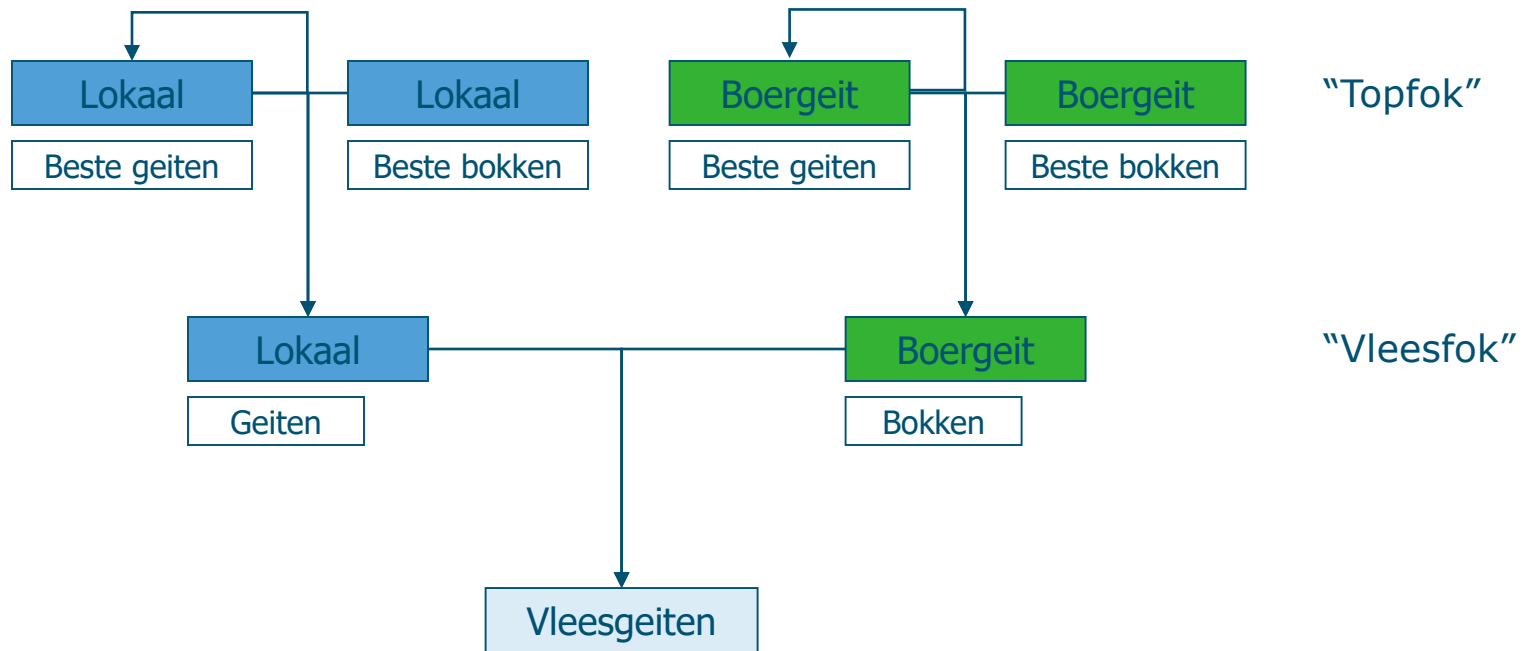 Lokaal
Lokaal
Boergeit
Boergeit
“Topfok”
Beste geiten
Beste bokken
Beste geiten
Beste bokken
Lokaal
Boergeit
“Vleesfok”
Geiten
Bokken
Vleesgeiten